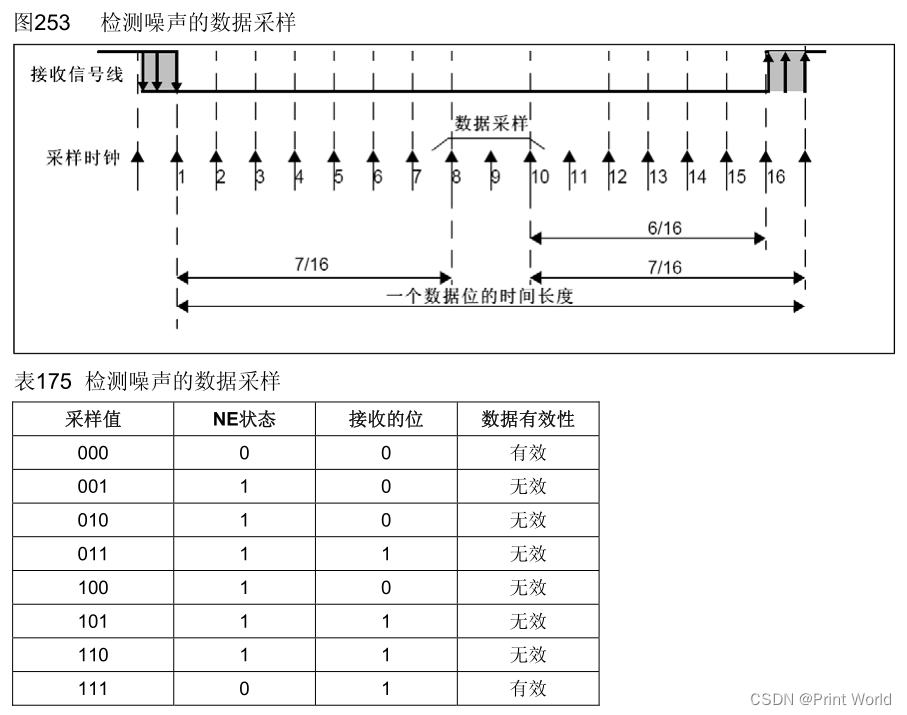 图253 检测噪声的数据采样
接收信号线
数据采样
采样时钟
1 2 3 4 5 6 7 8 9 10 11 12 13 14 15 16
6/16
7/16 7/16
一个数据位的时间长度
表175 检测噪声的数据采样
采样值 NE状态 接收的位 数据有效性
000 0 0 有效
001 1 0 无效
010 1 0 无效
011 1 1 无效
100 1 0 无效
101 1 1 无效
110 1 1 无效
111 0 1 有效
CSDN @Print World